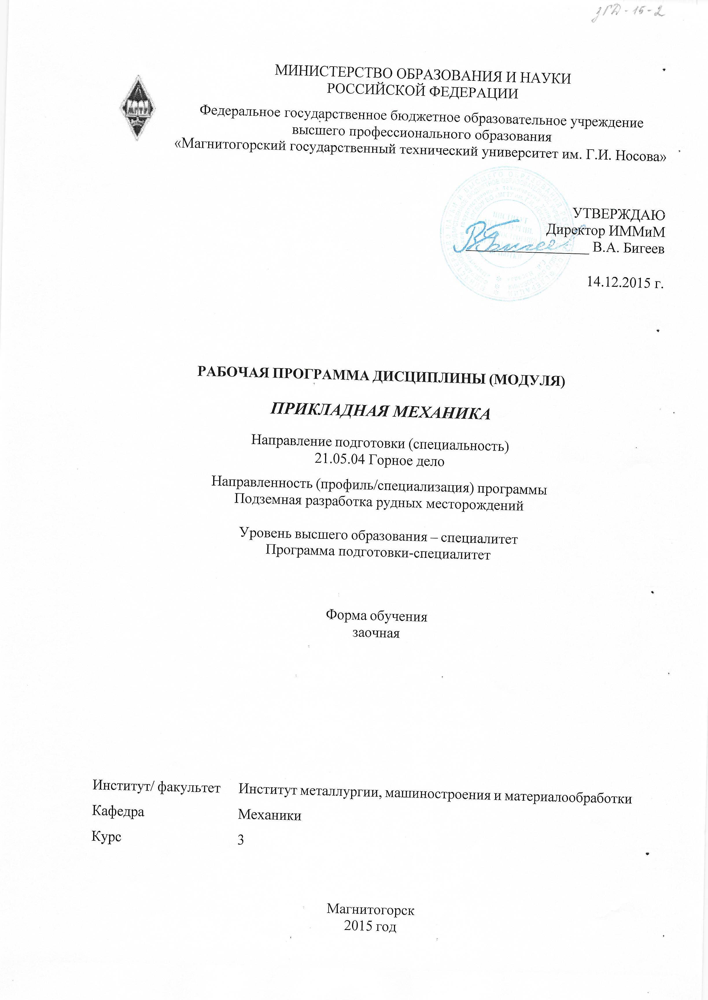 зГД-15-2
МИНИСТЕРСТВО ОБРАЗОВАНИЯ И НАУКИ
РОССИЙСКОЙ ФЕДЕРАЦИИ
Федеральное государственное бюджетное образовательное учреждение
высшего профессионального образования
«Магнитогорский государственный технический университет им. Г.И. Носова»
УТВЕРЖДАЮ
Директор ИММиМ
В.А. Бигеев
14.12.2015 г.
РАБОЧАЯ ПРОГРАММА ДИСЦИПЛИНЫ (МОДУЛЯ)
ПРИКЛАДНАЯ МЕХАНИКА
Направление подготовки (специальность)
21.05.04 Горное дело
Направленность (профиль/специализация) программы
Подземная разработка рудных месторождений
Уровень высшего образования – специалитет
Программа подготовки-специалитет
Форма обучения
заочная
Институт/ факультет Институт металлургии, машиностроения и материалообработки
Кафедра Механики
Курс 3
Магнитогорск
2015 год